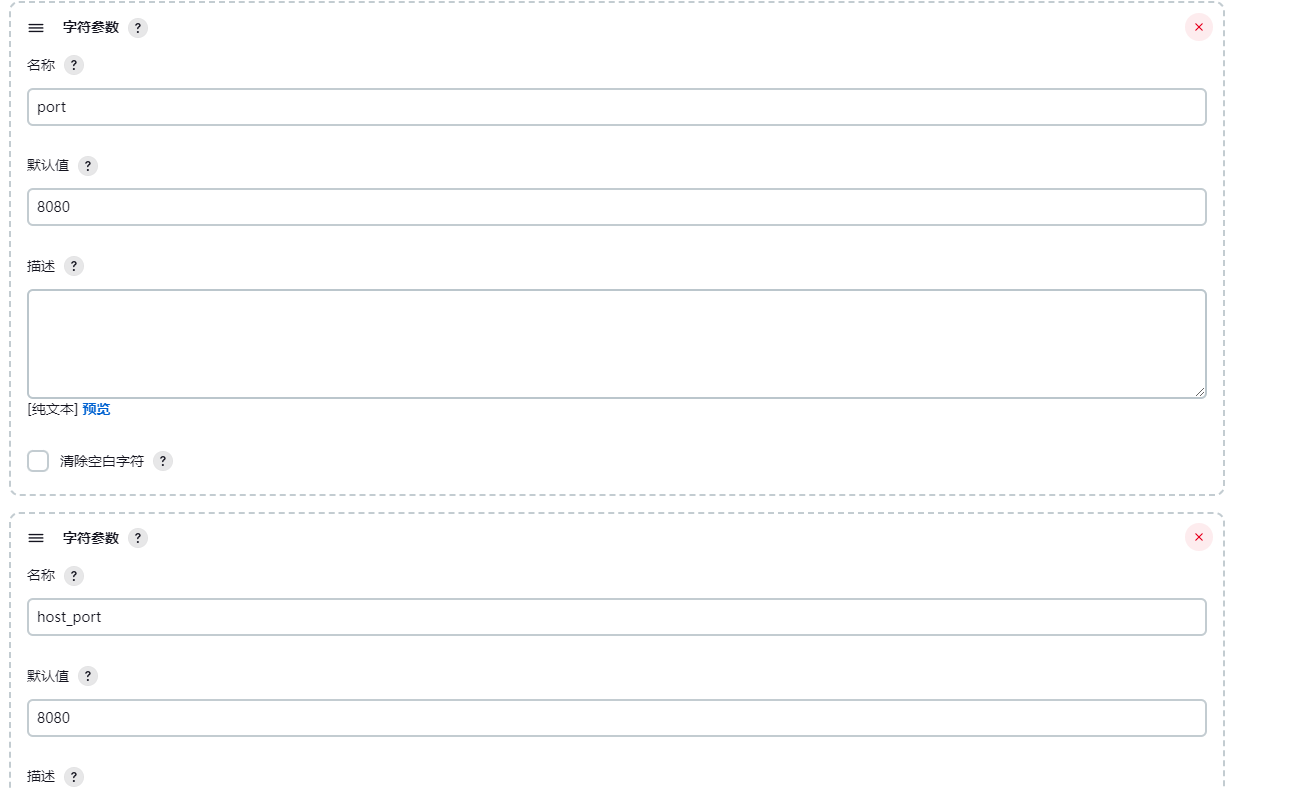 字符参数 ?
名称 ?
port
默认值 ?
8080
描述 ?
[纯文本] 预览
清除空白字符 ?
字符参数 ?
名称 ?
host_port
默认值 ?
8080
描述 ?